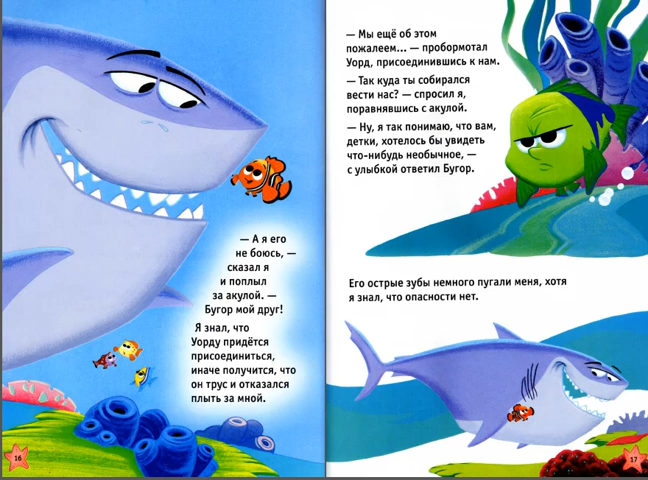 — А я его
не боюсь, —
сказал я
и поплыл
за акулой. —
Бугор мой друг!
Я знал, что
Уорду придётся
присоединиться,
иначе получится, что
он трус и отказался
плыть за мной.
16
— Мы ещё об этом
пожалеем... — пробормотал
Уорд, присоединившись к нам.
— Так куда ты собирался
вести нас? — спросил я,
поравнявшись с акулой.
— Ну, я так понимаю, что вам,
детки, хотелось бы увидеть
что-нибудь необычное, —
с улыбкой ответил Бугор.
Его острые зубы немного пугали меня, хотя
я знал, что опасности нет.
17